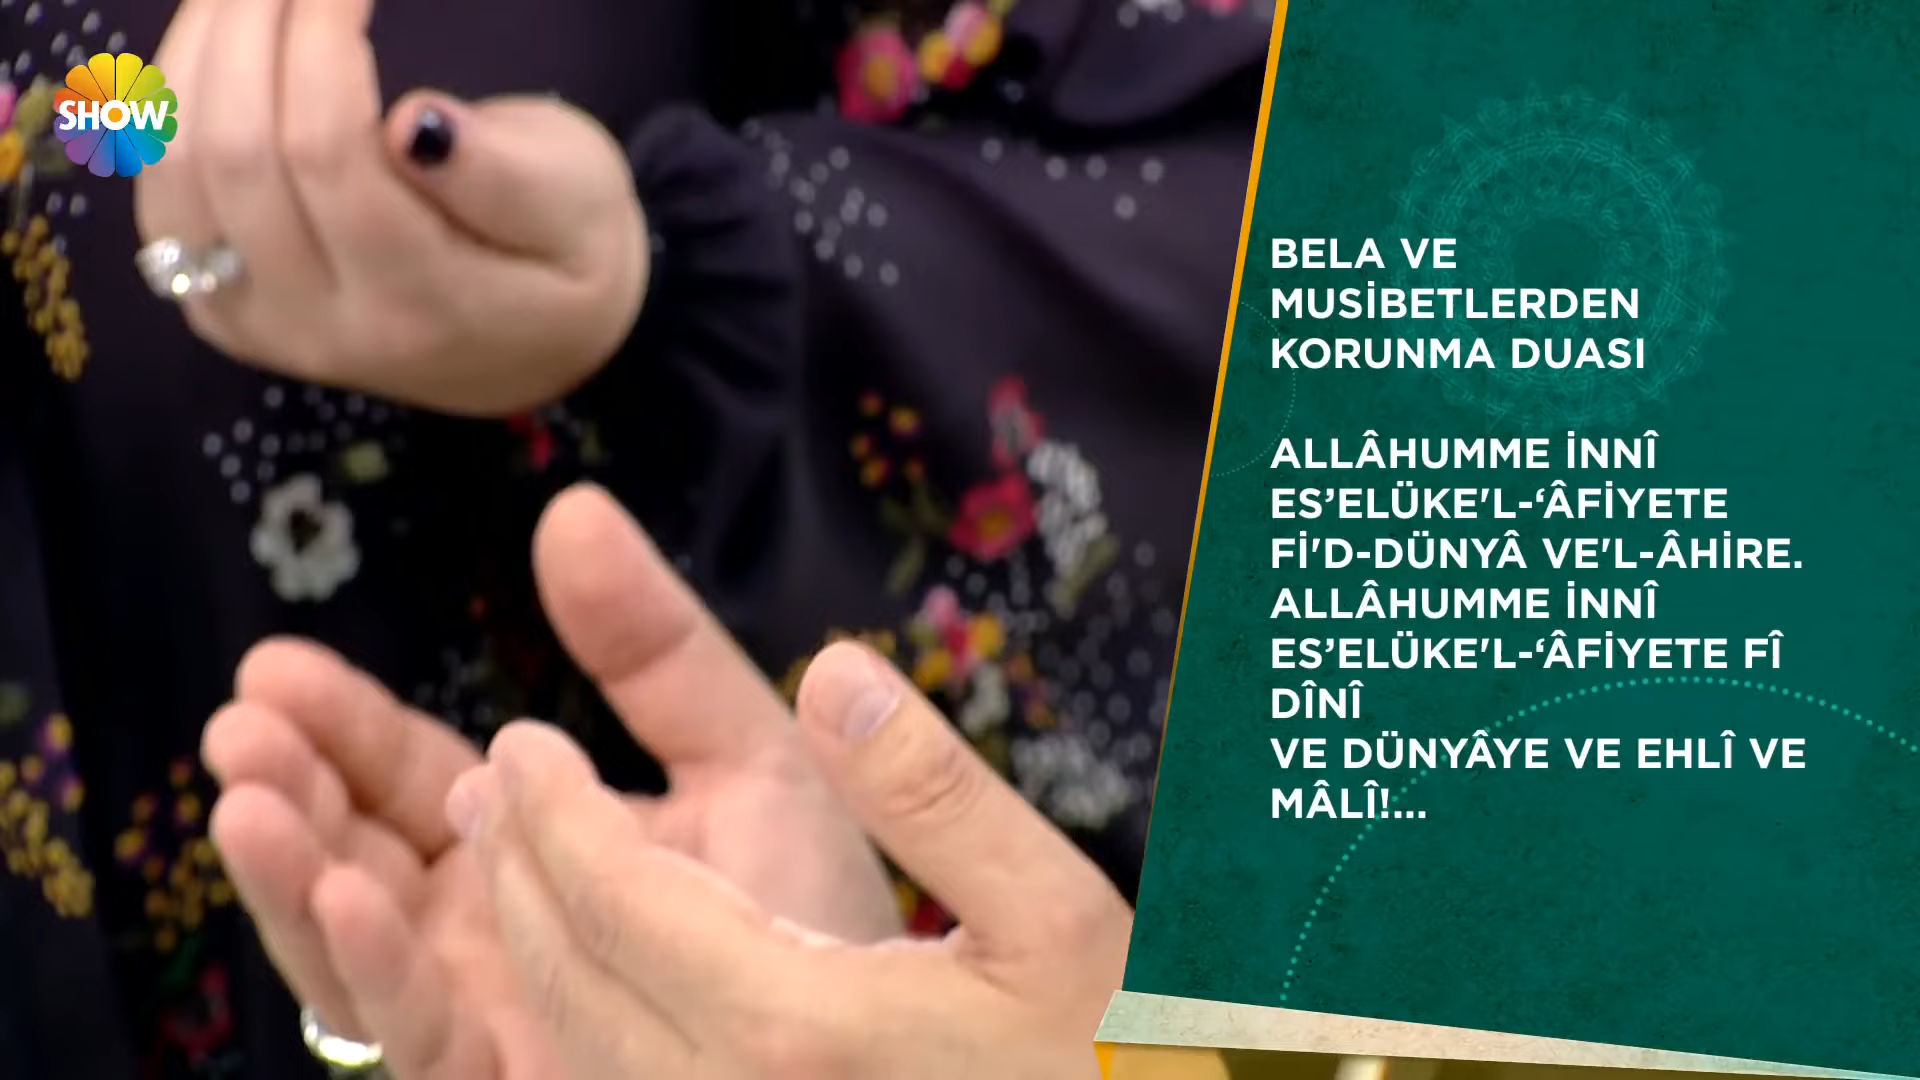 SHOW
BELA VE
MUSİBETLERDEN
KORUNMA DUASI
ALLÂHUMME İNNÎ
ES’ELÜKE'L-‘ÂFİYETE
Fİ'D-DÜNYÂ VE'L-ÂHİRE.
ALLÂHUMME İNNÎ
ES’ELÜKE'L-‘ÂFİYETE FÎ
DÎNÎ
VE DÜNYÂYE VE EHLÎ VE
MÂLÎ!...